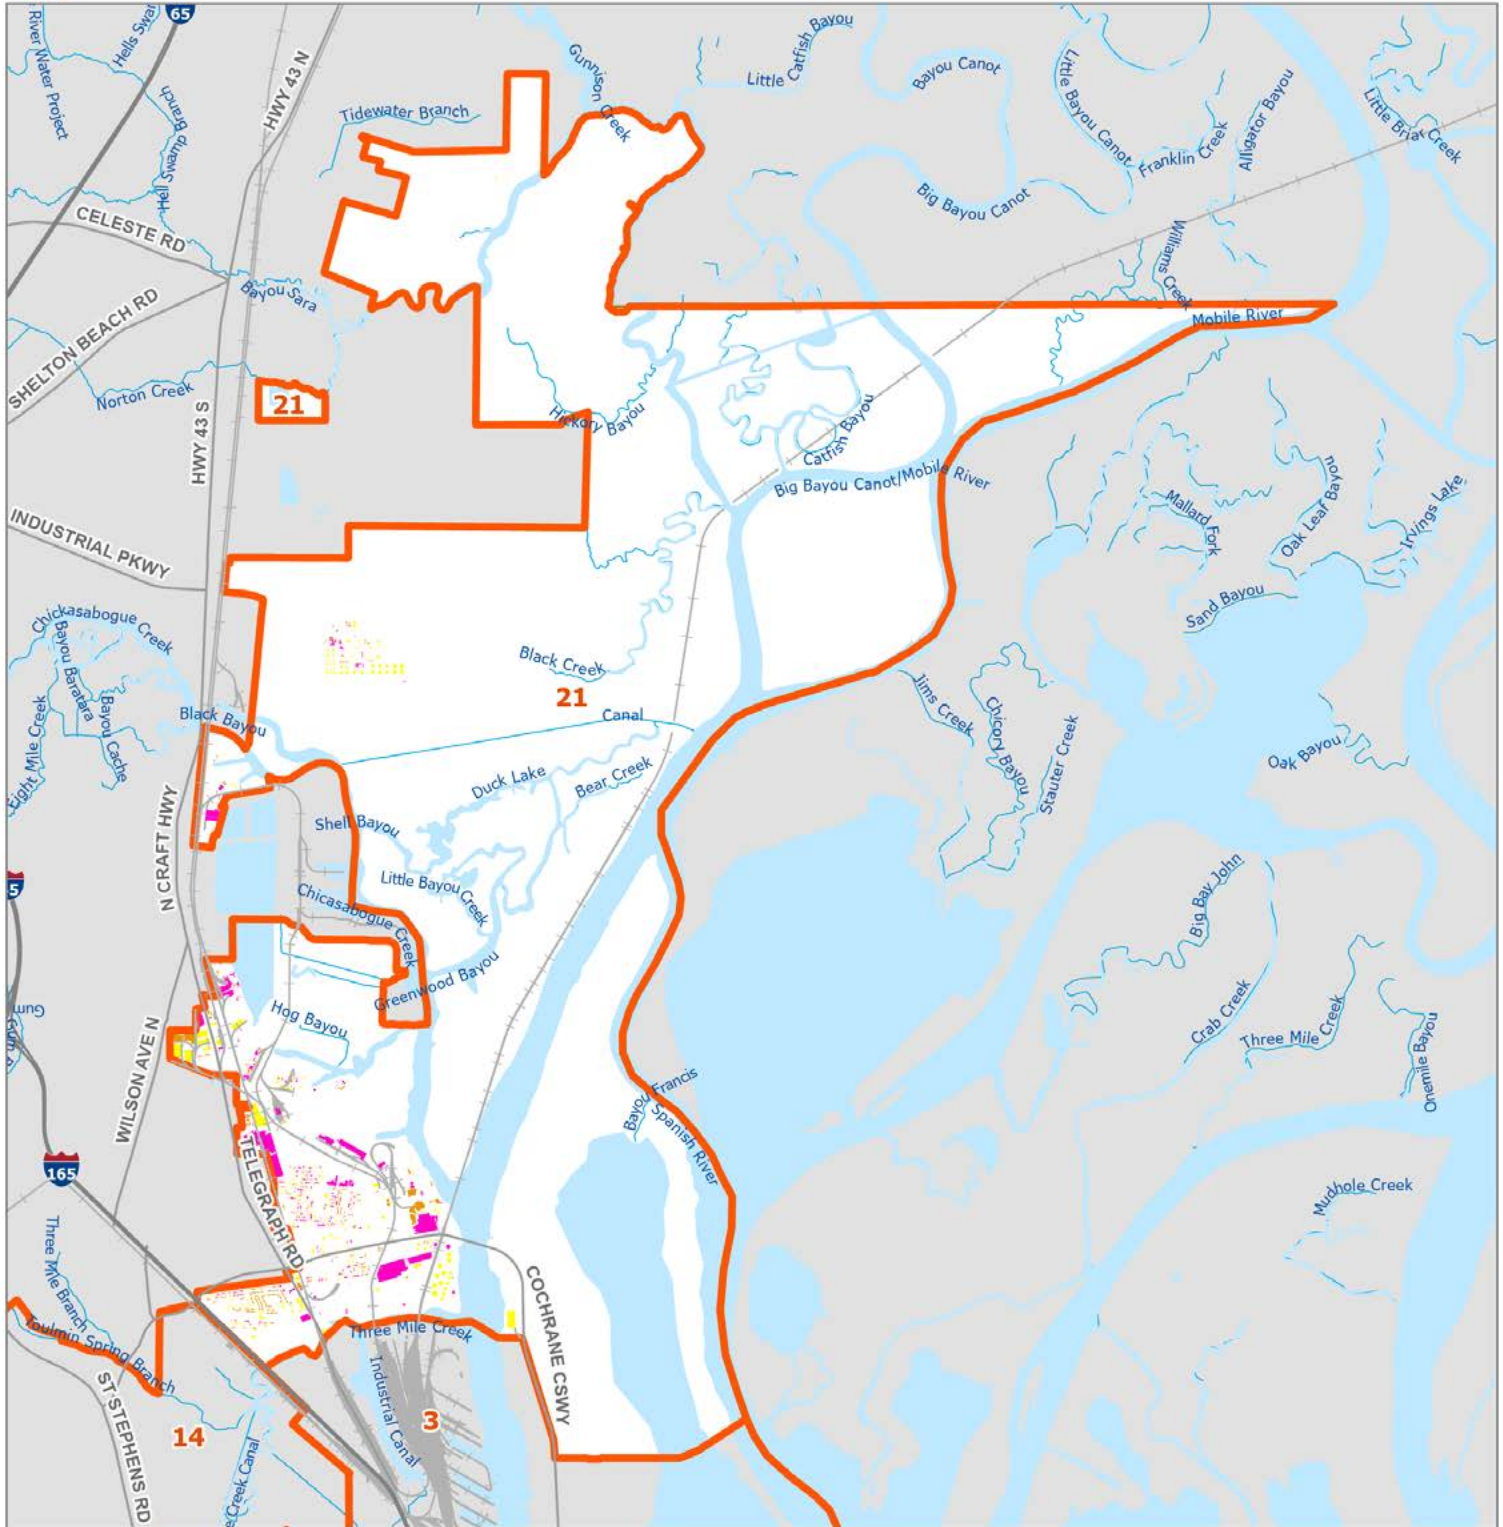 65
River Water Project
Hells Swa
HWY 43 N
Gunnison Creek
Little Catfish Bayou
Bayou Canot
Little Bayou Canot
Alligator Bayou
Little Briar Creek
Hell Swamp Branch
Tidewater Branch
Franklin Creek
Big Bayou Canot
CELESTE RD
Williams Creek
Bayou Sara
SHELTON BEACH RD
Mobile River
Norton Creek
21
HWY 43 S
Hickory Bayou
Catfish Bayou
Big Bayou Canot/Mobile River
Mallard Fork
Oak Leaf Bayou
Irvings Lake
INDUSTRIAL PKWY
Sand Bayou
Chickasabogue Creek
Bayou Baratara
Bayou Cache
Eight Mile Creek
Black Creek
21
Black Bayou
Canal
Jims Creek
Chicory Bayou
Stauter Creek
Oak Bayou
Duck Lake
Bear Creek
N CRAFT HWY
Shell Bayou
Little Bayou Creek
5
Chicasabogue Creek
Big Bay John
Greenwood Bayou
Gum
Hog Bayou
Crab Creek
Three Mile Creek
Onemile Bayou
WILSON AVE N
Bayou Francis
Spanish River
165
TELEGRAPH RD
Mudhole Creek
Three Mile Branch
COCHRANE CSWY
Toulmin Spring Branch
Three Mile Creek
Industrial Canal
ST STEPHENS RD
14
3
e Creek Canal